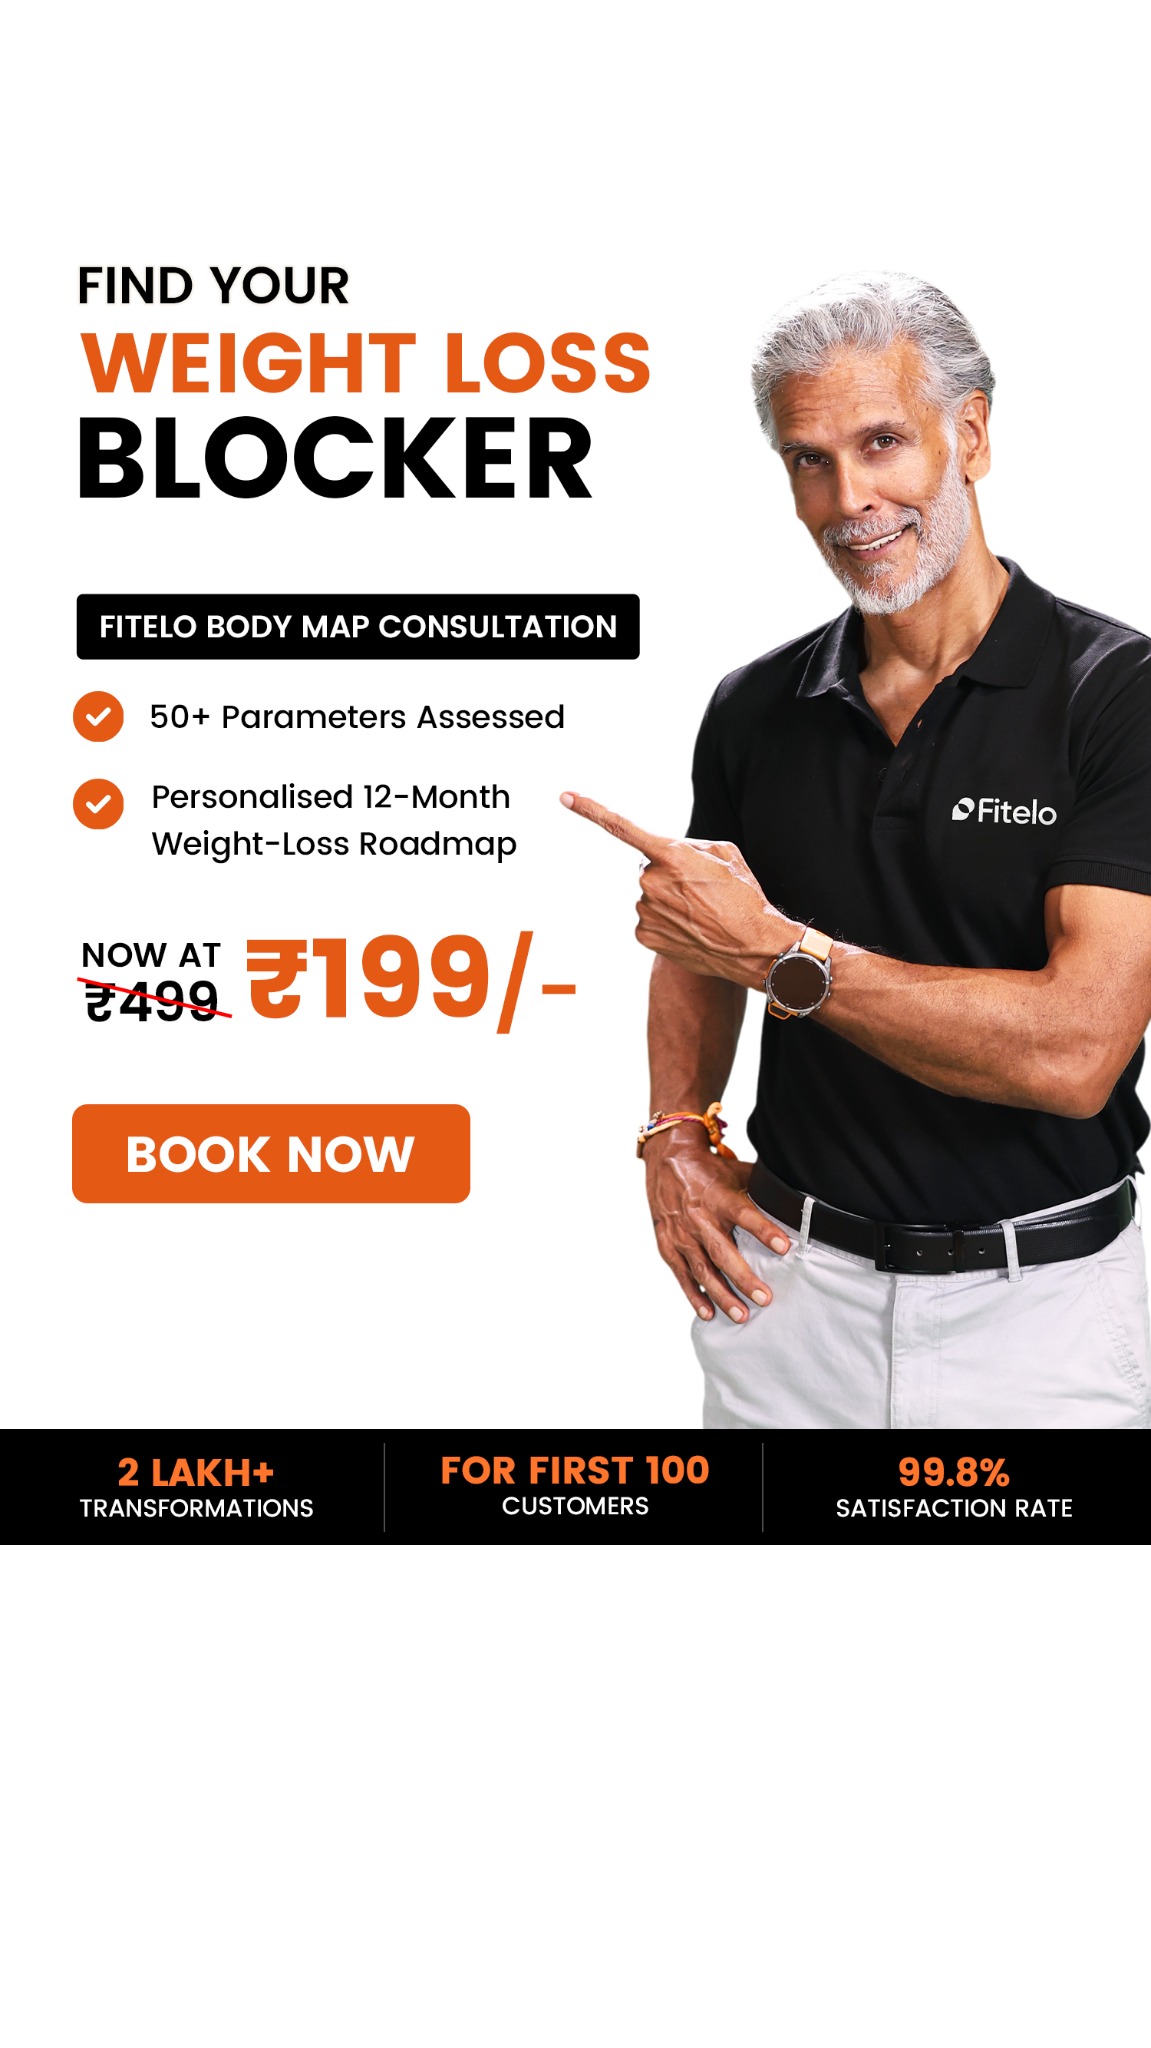 FIND YOUR
WEIGHT LOSS
BLOCKER
FITELO BODY MAP CONSULTATION
50+ Parameters Assessed
Personalised 12-Month
Weight-Loss Roadmap
Fitelo
NOW AT
₹499
₹199/-
BOOK NOW
2 LAKH+
TRANSFORMATIONS
FOR FIRST 100
CUSTOMERS
99.8%
SATISFACTION RATE